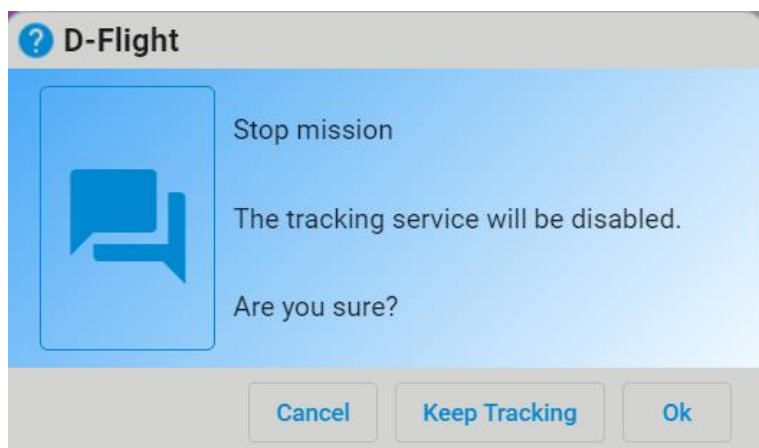 D-Flight
Stop mission
The tracking service will be disabled.
Are you sure?
Cancel Keep Tracking Ok